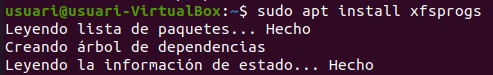 usuari@usuari-VirtualBox:~$ sudo apt install xfsprogs
Leyendo lista de paquetes... Hecho
Creando árbol de dependencias
Leyendo la información de estado... Hecho